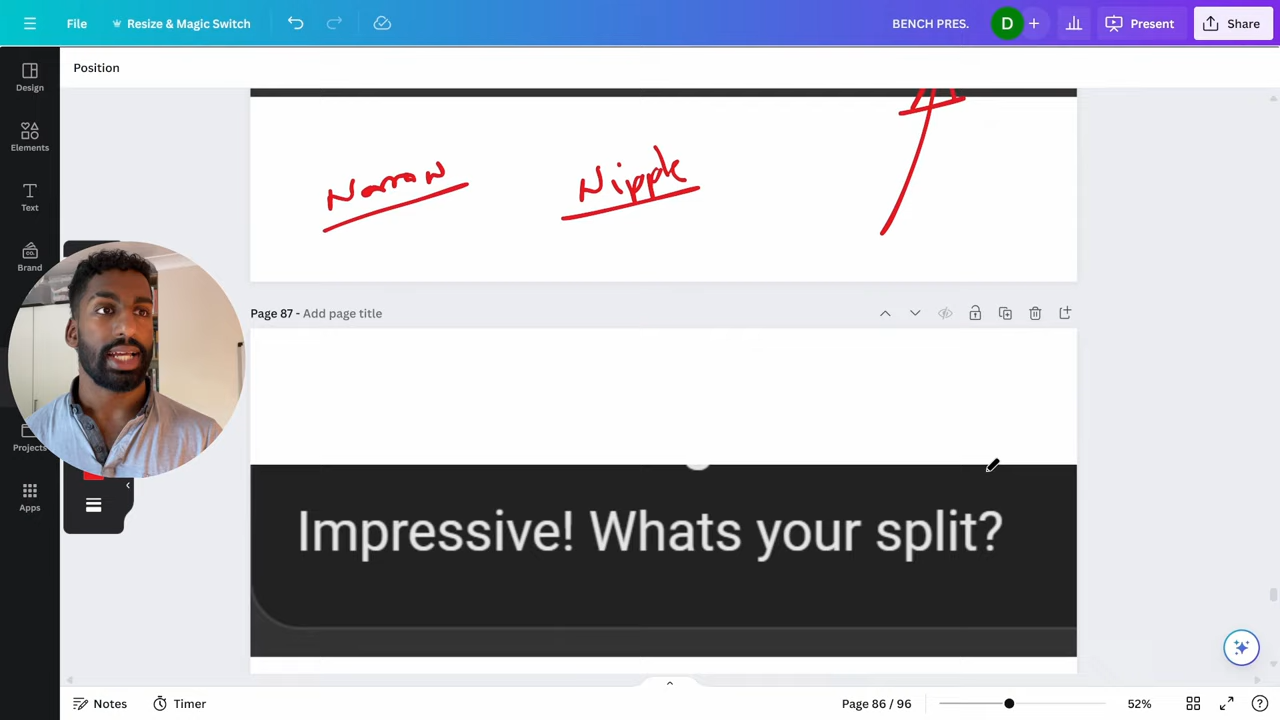 File
Resize & Magic Switch
BENCH PRES.
D
Present
Share
Position
Design
Elements
Text
Brand
Projects
Apps
Narrow
Nipple
Page 87 - Add page title
Impressive! Whats your split?
Notes
Timer
Page 86 / 96
52%